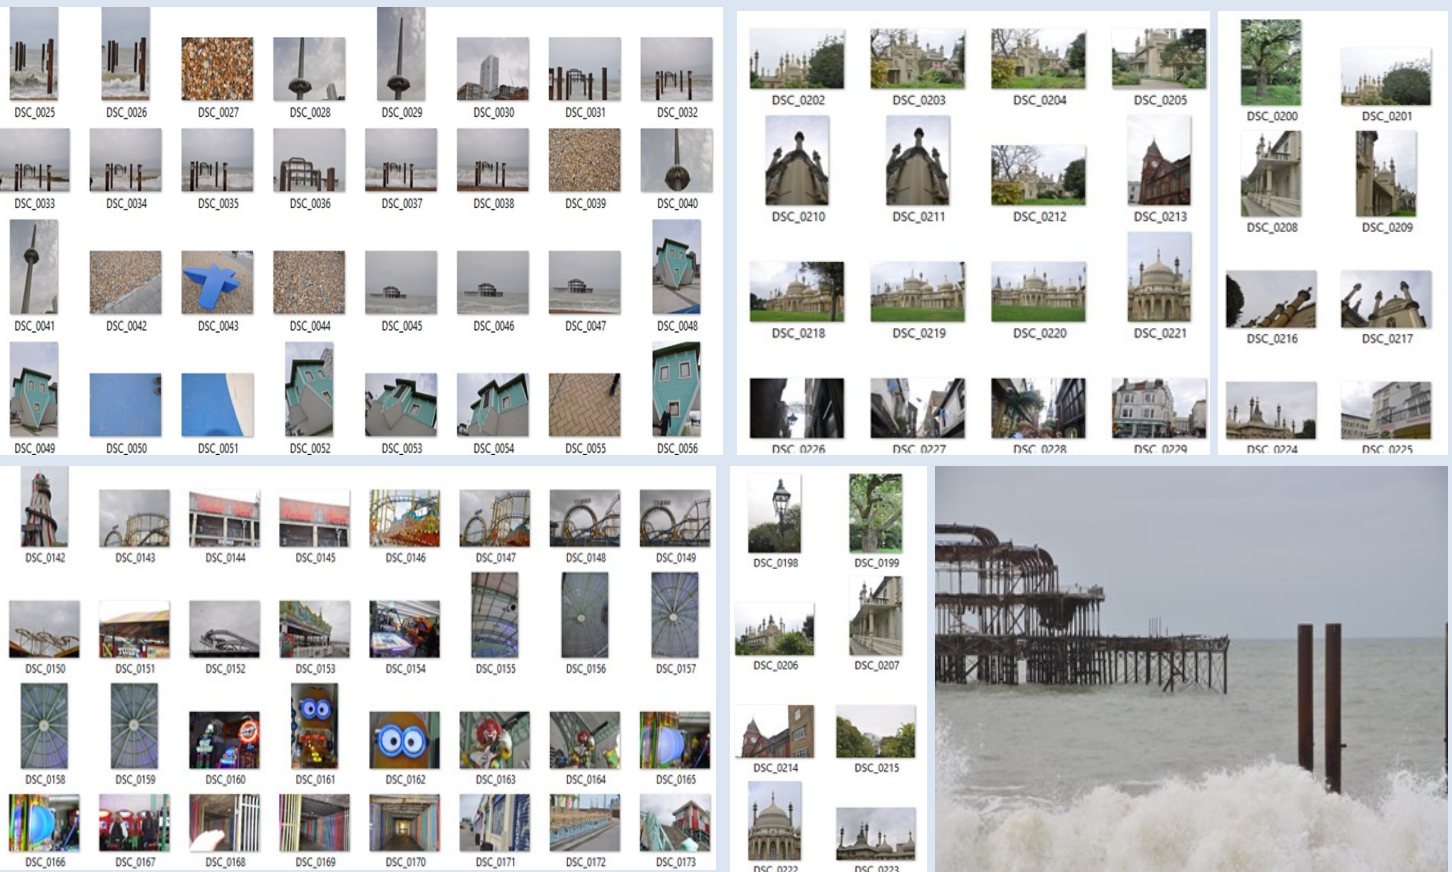 DSC_0025 DSC_0026 DSC_0027 DSC_0028 DSC_0029 DSC_0030 DSC_0031 DSC_0032
DSC_0033 DSC_0034 DSC_0035 DSC_0036 DSC_0037 DSC_0038 DSC_0039 DSC_0040
DSC_0041 DSC_0042 DSC_0043 DSC_0044 DSC_0045 DSC_0046 DSC_0047 DSC_0048
DSC_0049 DSC_0050 DSC_0051 DSC_0052 DSC_0053 DSC_0054 DSC_0055 DSC_0056
DSC_0202 DSC_0203 DSC_0204 DSC_0205
DSC_0210 DSC_0211 DSC_0212 DSC_0213
DSC_0218 DSC_0219 DSC_0220 DSC_0221
DSC_0226 DSC_0227 DSC_0228 DSC_0229
DSC_0200 DSC_0201
DSC_0208 DSC_0209
DSC_0216 DSC_0217
DSC_0224 DSC_0225
DSC_0142 DSC_0143 DSC_0144 DSC_0145 DSC_0146 DSC_0147 DSC_0148 DSC_0149
DSC_0150 DSC_0151 DSC_0152 DSC_0153 DSC_0154 DSC_0155 DSC_0156 DSC_0157
DSC_0158 DSC_0159 DSC_0160 DSC_0161 DSC_0162 DSC_0163 DSC_0164 DSC_0165
DSC_0166 DSC_0167 DSC_0168 DSC_0169 DSC_0170 DSC_0171 DSC_0172 DSC_0173
DSC_0198 DSC_0199
DSC_0206 DSC_0207
DSC_0214 DSC_0215
DSC_0222 DSC_0223